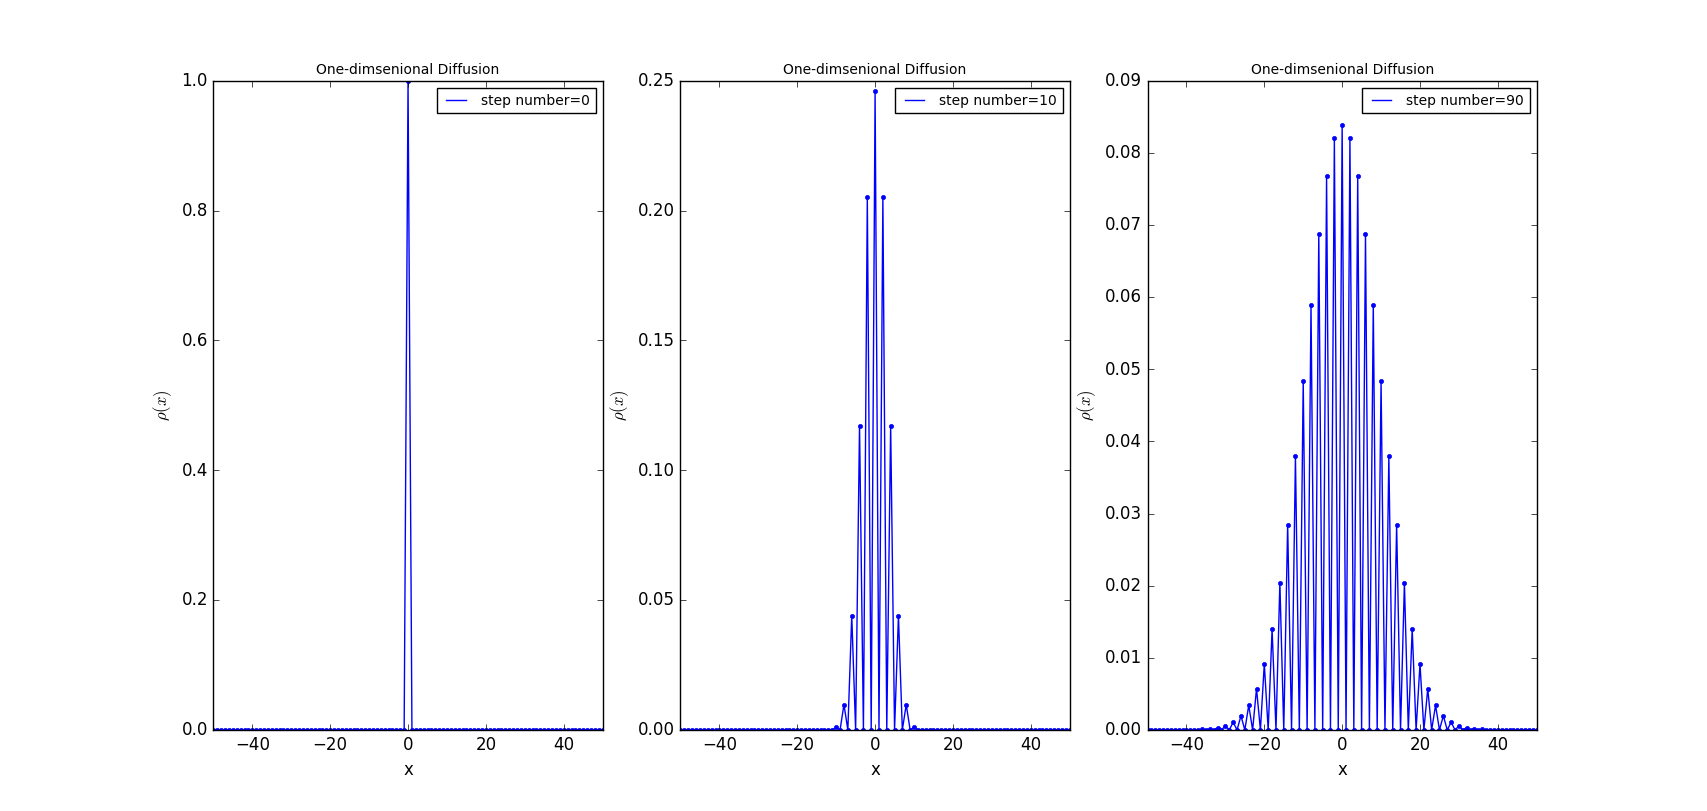 One-dimsenional Diffusion
step number=0
1.0
0.8
0.6
0.4
0.2
0.0
ρ(x)
−40 −20 0 20 40
x
One-dimsenional Diffusion
step number=10
0.25
0.20
0.15
0.10
0.05
0.00
ρ(x)
−40 −20 0 20 40
x
One-dimsenional Diffusion
step number=90
0.09
0.08
0.07
0.06
0.05
0.04
0.03
0.02
0.01
0.00
ρ(x)
−40 −20 0 20 40
x